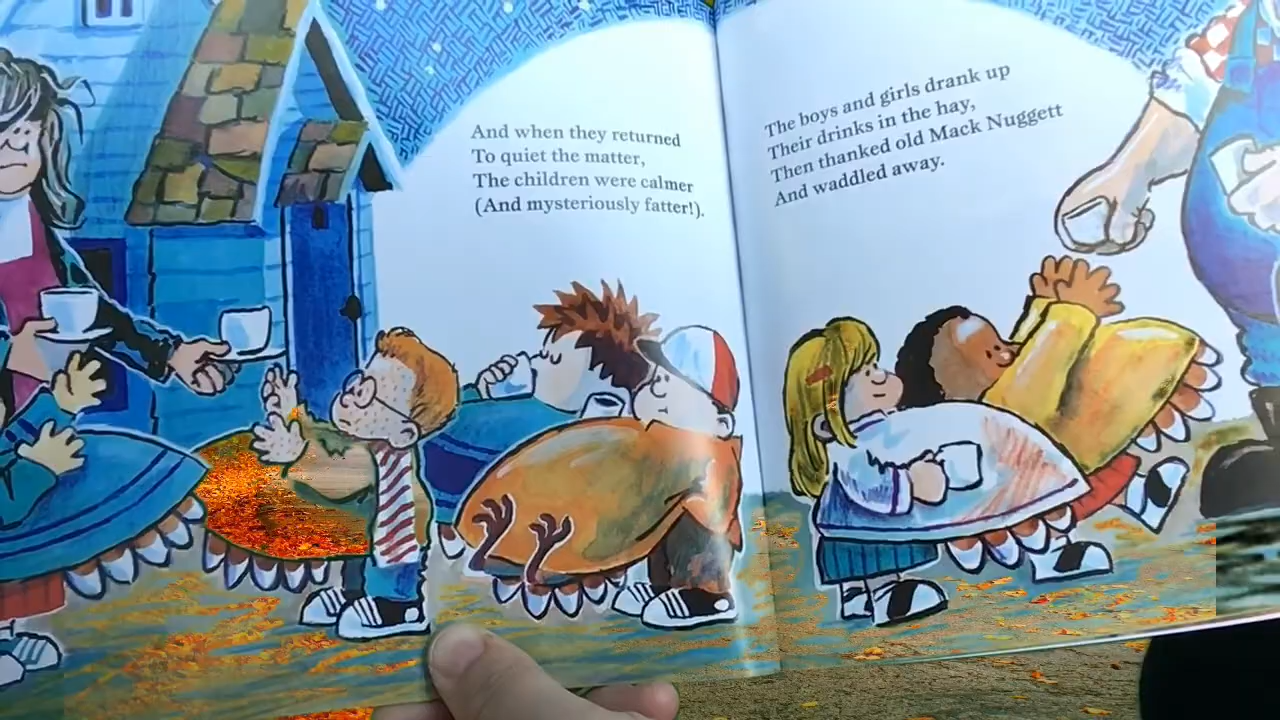 And when they returned
To quiet the matter,
The children were calmer
(And mysteriously fatter!).
The boys and girls drank up
Their drinks in the hay,
Then thanked old Mack Nuggett
And waddled away.